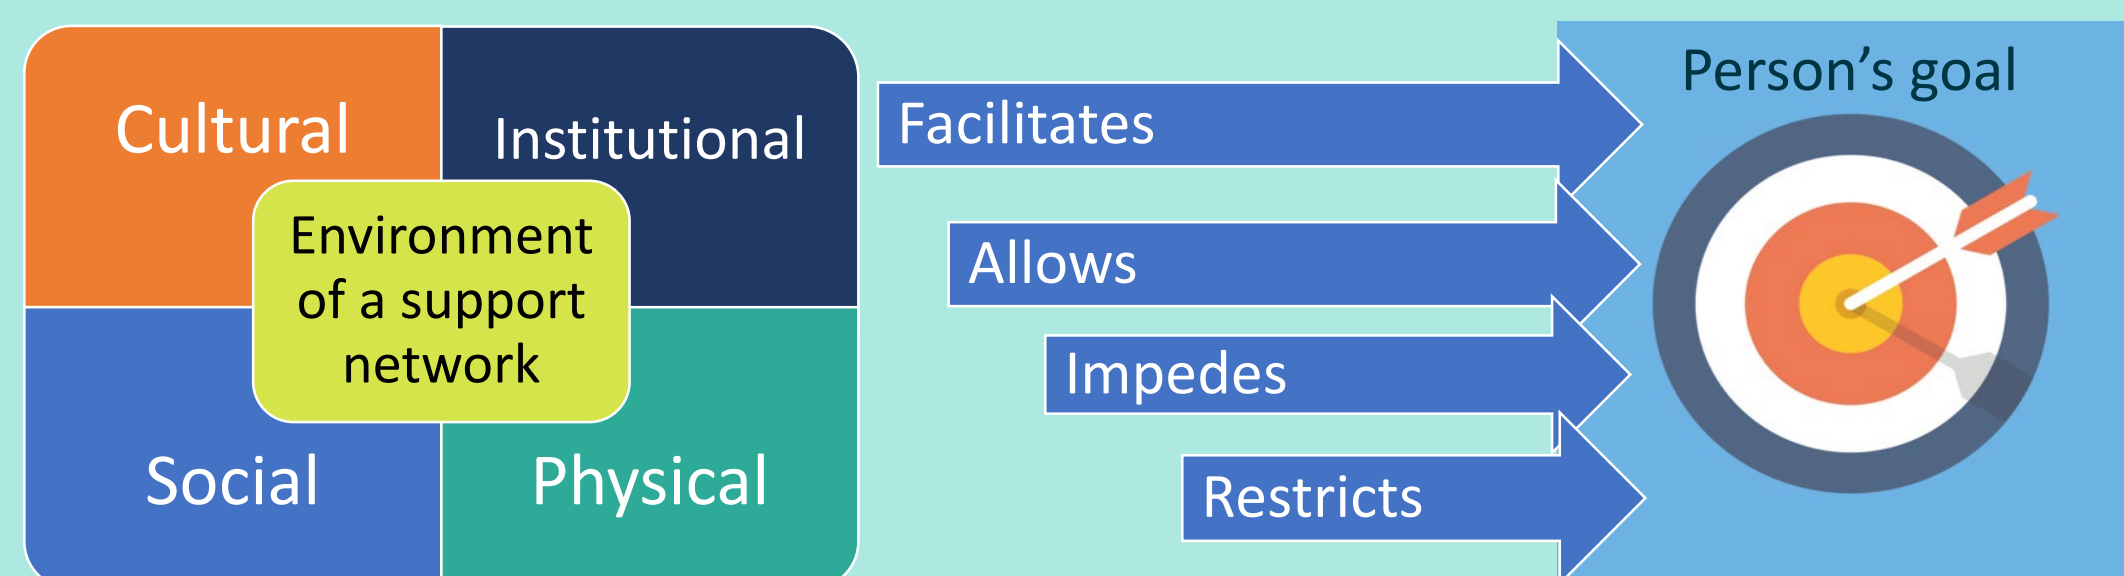 Cultural
Institutional
Environment
of a support
network
Social
Physical
Facilitates
Allows
Impedes
Restricts
Person’s goal